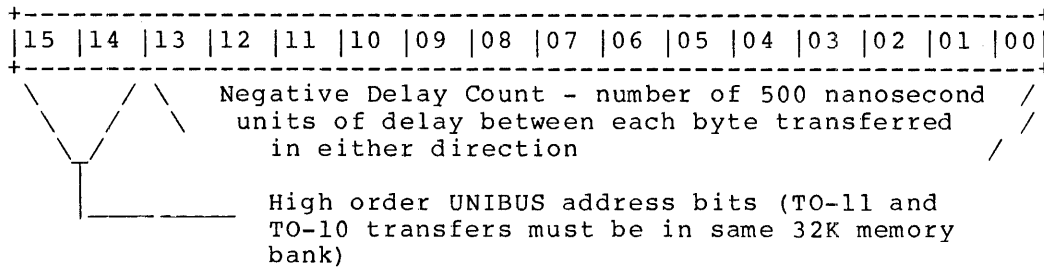 |15 |14 |13 |12 |11 |10 |09 |08 |07 |06 |05 |04 |03 |02 |01 |00|
Negative Delay Count - number of 500 nanosecond
units of delay between each byte transferred
in either direction
High order UNIBUS address bits (TO-11 and
TO-10 transfers must be in same 32K memory
bank)